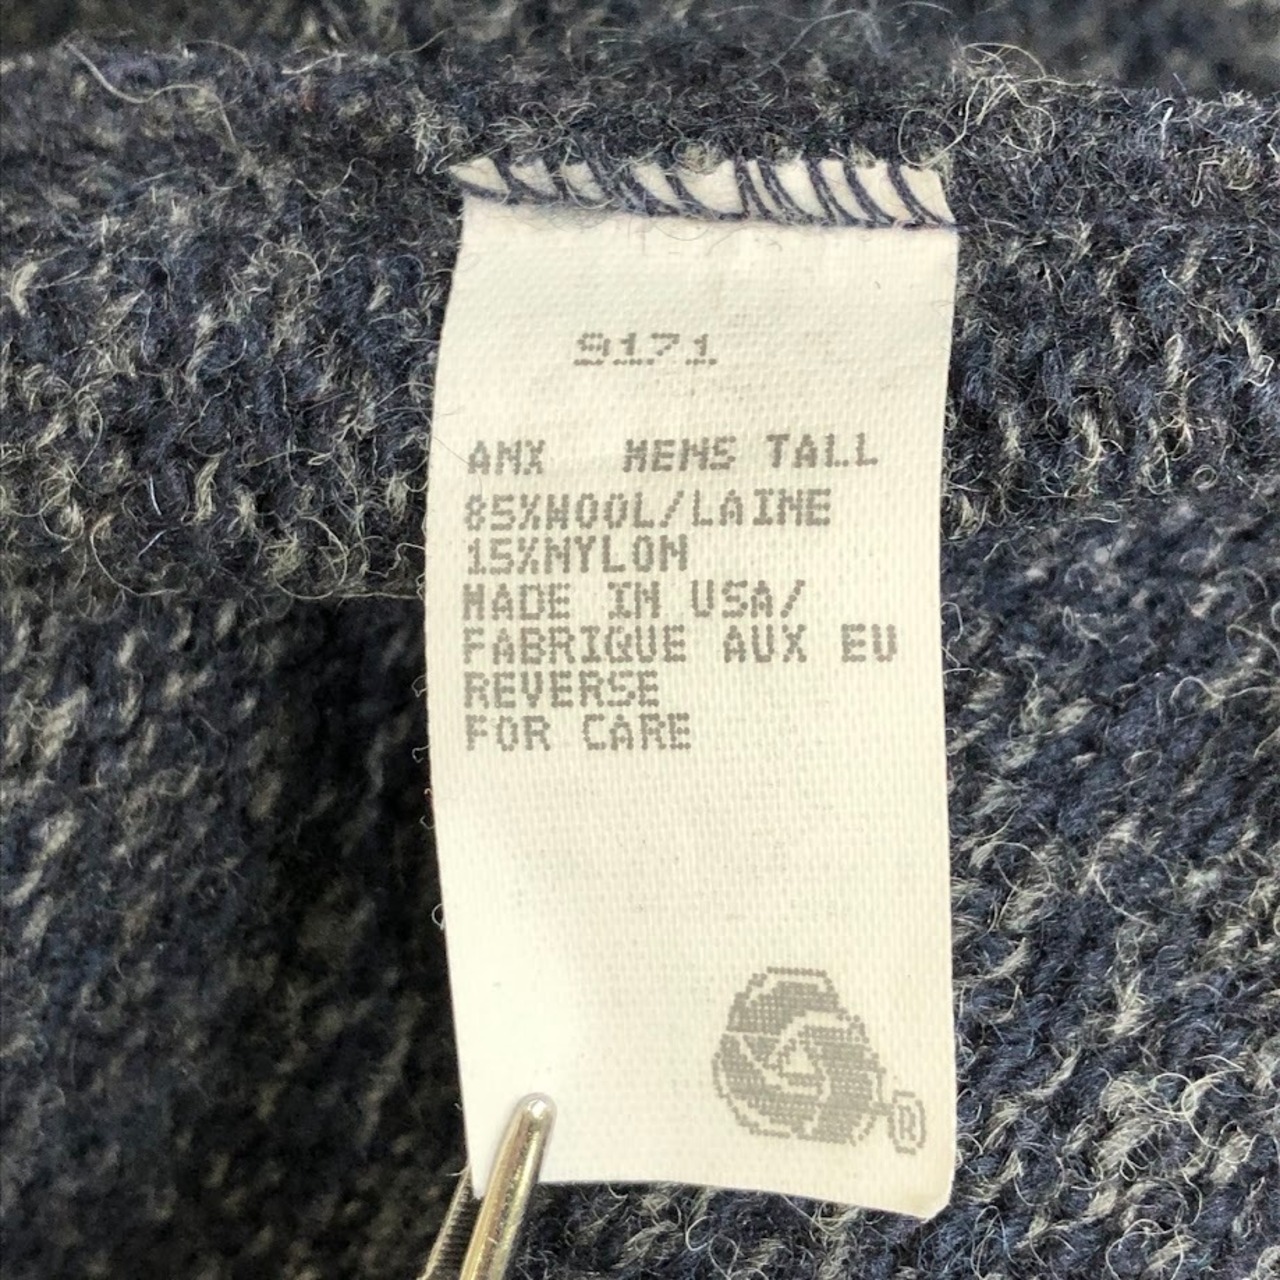 9171
ANX MENS TALL
85%WOOL/LAINE
15%NYLON
MADE IN USA/
FABRIQUE AUX EU
REVERSE
FOR CARE
®